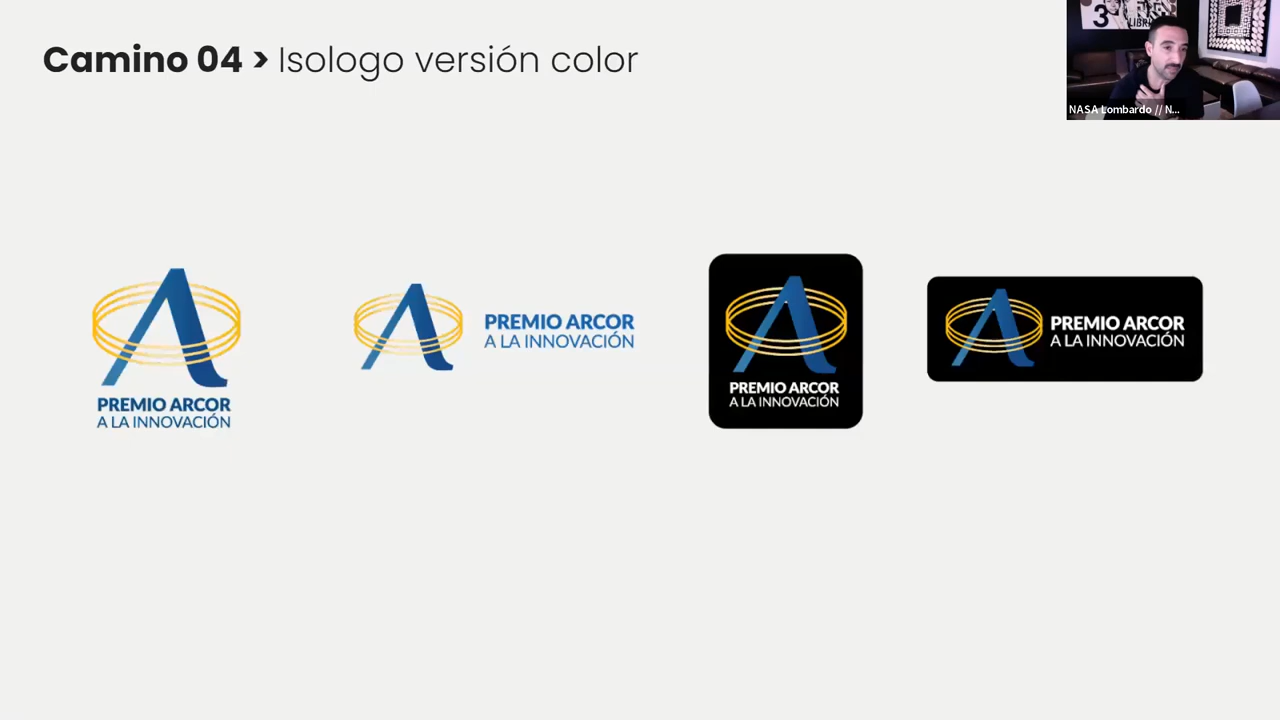 Camino 04 > Isologo versión color
NASA Lombardo // N...
PREMIO ARCOR
A LA INNOVACIÓN
PREMIO ARCOR
A LA INNOVACIÓN
PREMIO ARCOR
A LA INNOVACIÓN
PREMIO ARCOR
A LA INNOVACIÓN